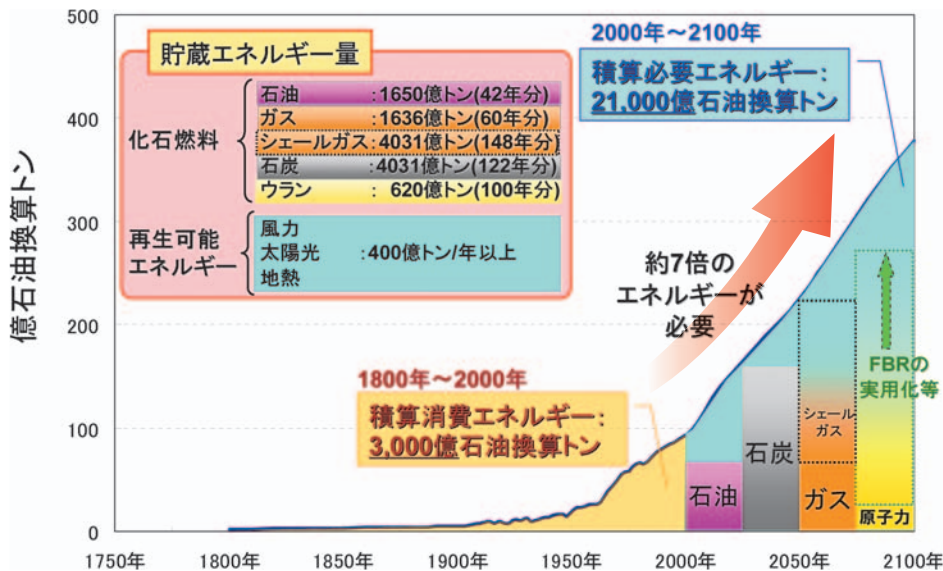 億石油換算トン
500
400
300
200
100
0
1750年
1800年
1850年
1900年
1950年
2000年
2050年
2100年
貯蔵エネルギー量
化石燃料
石油 :1650億トン(42年分)
ガス :1636億トン(60年分)
シェールガス:4031億トン(148年分)
石炭 :4031億トン(122年分)
ウラン : 620億トン(100年分)
再生可能
エネルギー
風力
太陽光 :400億トン/年以上
地熱
2000年～2100年
積算必要エネルギー:
21,000億石油換算トン
約7倍の
エネルギーが
必要
1800年～2000年
積算消費エネルギー:
3,000億石油換算トン
石油
石炭
シェール
ガス
ガス
FBRの
実用化等
原子力